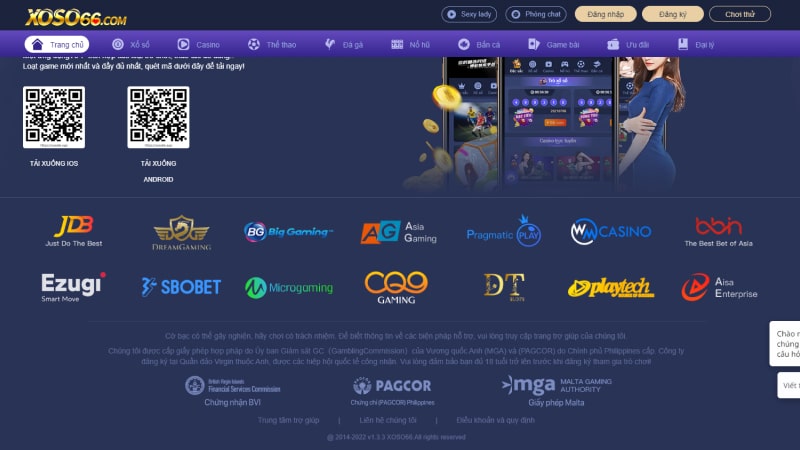 XOSO66.COM
Sexy lady
Phòng chat
Đăng nhập
Đăng ký
Chơi thử
Trang chủ
Xổ số
Casino
Thể thao
Đá gà
Nổ hũ
Bắn cá
Game bài
Ưu đãi
Đại lý
Loạt game mới nhất và đầy đủ nhất, quét mã dưới đây để tải ngay!
TẢI XUỐNG IOS
TẢI XUỐNG
ANDROID
JDB
Just Do The Best
DREAMGAMING
BG Big Gaming
AG Asia
Gaming
Pragmatic PLAY
WM CASINO
bbin
The Best Bet of Asia
Ezugi
Smart Move
SBOBET
Microgaming
CQ9
GAMING
DT
SLOTS
playtech
SOURCE OF SUCCESS
Aisa
Enterprise
Cờ bạc có thể gây nghiện, hãy chơi có trách nhiệm. Để biết thông tin về các biện pháp hỗ trợ, vui lòng truy cập trang trợ giúp của chúng tôi.
Chúng tôi được cấp giấy phép hợp pháp do Ủy ban Giám sát GC（GamblingCommission）của Vương quốc Anh (MGA) và (PAGCOR) do Chính phủ Philippines cấp. Công ty
đăng ký tại Quần đảo Virgin thuộc Anh, được các hiệp hội quốc tế công nhận. Vui lòng đảm bảo bạn đủ 18 tuổi trở lên trước khi đăng ký tham gia trò chơi!
British Virgin Islands
Financial Services Commission
Chứng nhận BVI
PAGCOR
Chứng chỉ (PAGCOR) Philippines
mga MALTA GAMING
AUTHORITY
Giấy phép Malta
Trung tâm trợ giúp | Liên hệ chúng tôi | Điều khoản và quy định
@ 2014-2022 v1.3.3 XOSO66.All rights reserved
Chào
chúng
câu hỏ
Viết